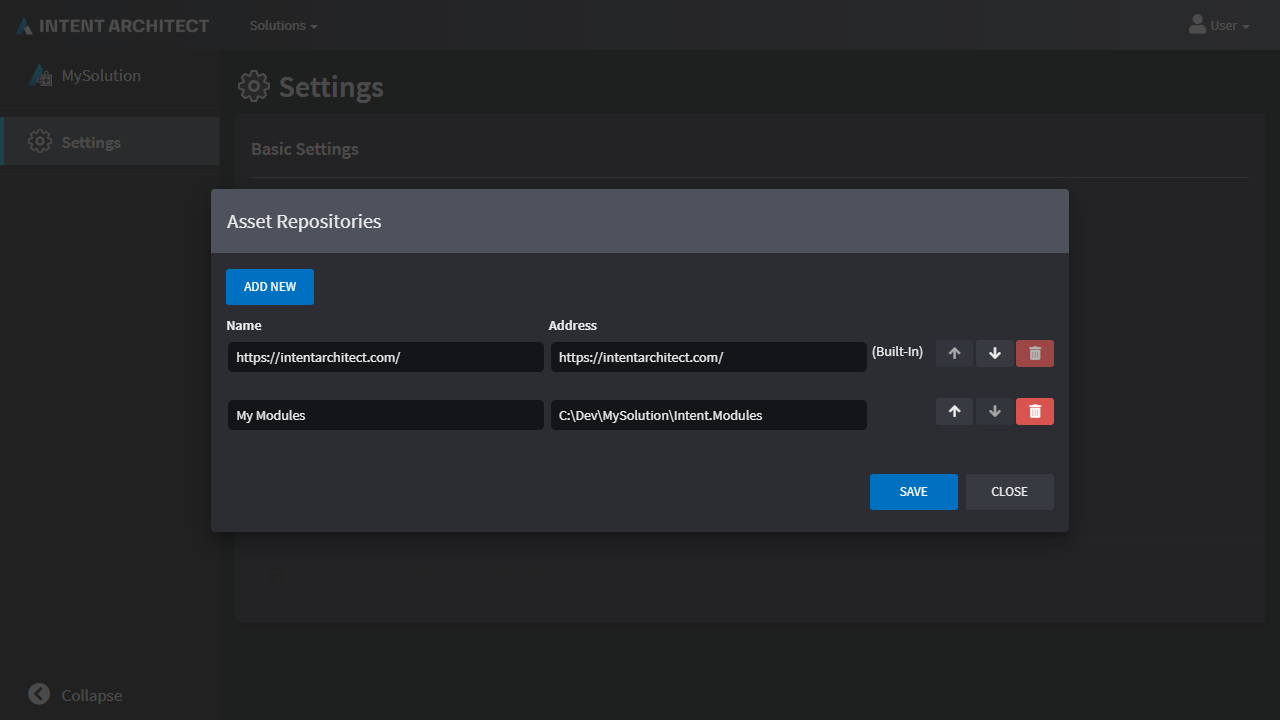 INTENT ARCHITECT
Solutions
User
MySolution
Settings
Settings
Basic Settings
Asset Repositories
ADD NEW
Name Address
https://intentarchitect.com/ https://intentarchitect.com/ (Built-In)
My Modules C:\Dev\MySolution\Intent.Modules
SAVE CLOSE
Collapse